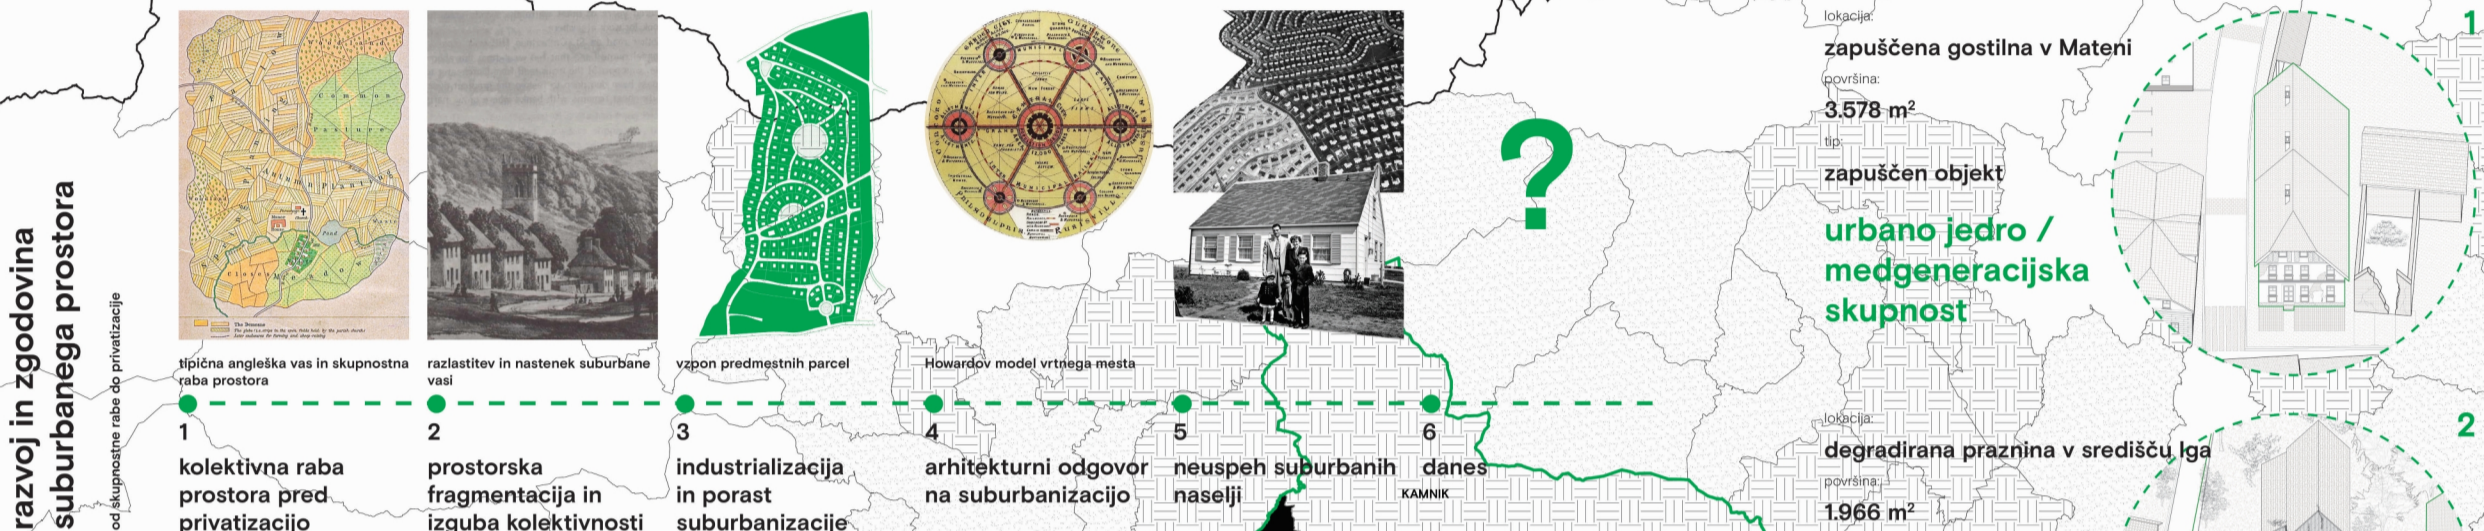 razvoj in zgodovina
suburbanega prostora
od skupnostne rabe do privatizacije
tipična angleška vas in skupnostna
raba prostora
razlastitev in nastenek suburbane
vasi
vzpon predmestnih parcel
Howardov model vrtnega mesta
?
1
kolektivna raba
prostora pred
privatizacijo
2
prostorska
fragmentacija in
izguba kolektivnosti
3
industrializacija
in porast
suburbanizacije
4
arhitekturni odgovor
na suburbanizacijo
5
neuspeh suburbanih
naselji
6
danes
KAMNIK
lokacija:
zapuščena gostilna v Mateni
površina:
3.578 m²
tip:
zapuščen objekt
urbano jedro /
medgeneracijska
skupnost
1
lokacija:
degradirana praznina v središču Iga
površina:
1.966 m²
2